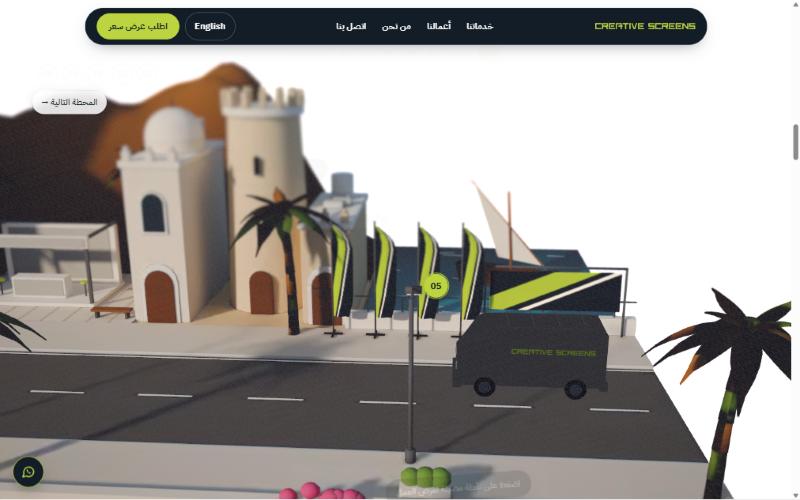 CREATIVE SCREENS
خدماتنا
أعمالنا
من نحن
اتصل بنا
English
اطلب عرض سعر
المحطة التالية ←
05
CREATIVE SCREENS